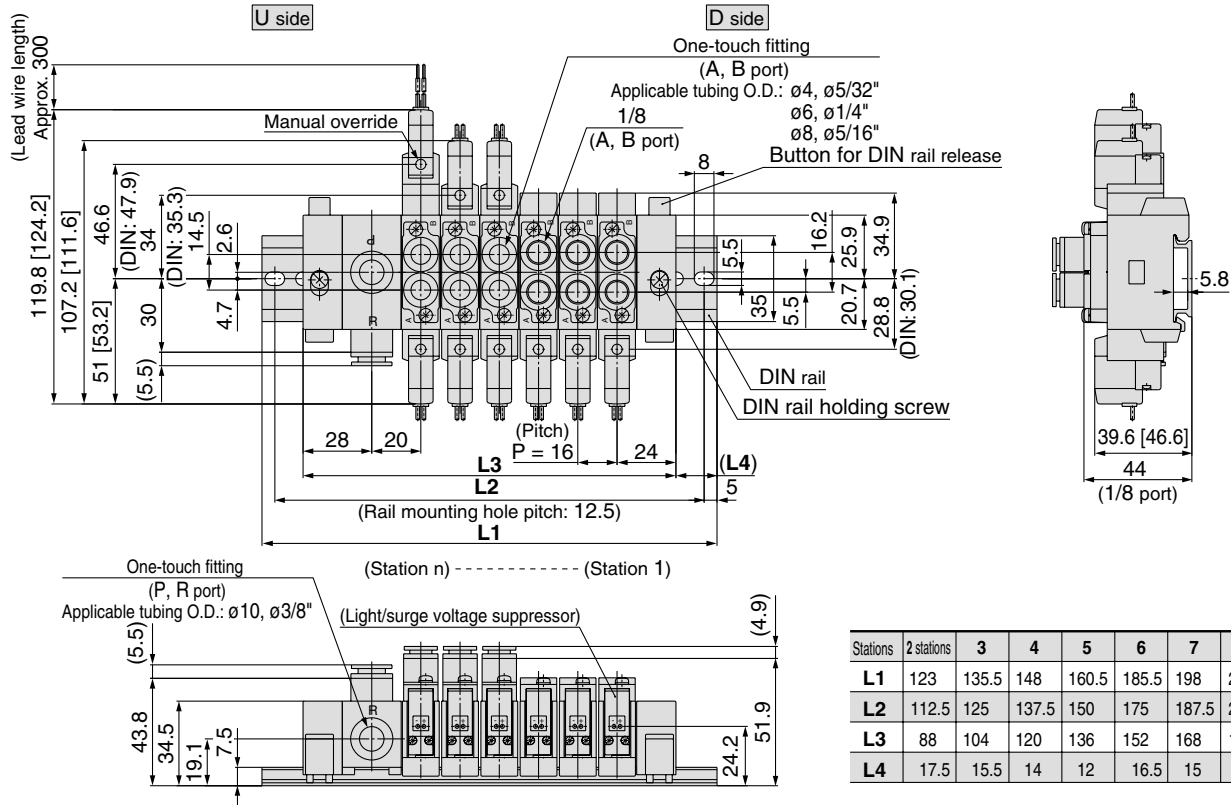 U side
D side
One-touch fitting
(A, B port)
Applicable tubing O.D.: ø4, ø5/32"
ø6, ø1/4"
ø8, ø5/16"
1/8
(A, B port)
Manual override
Button for DIN rail release
(Lead wire length)
Approx. 300
119.8 [124.2]
107.2 [111.6]
46.6
(DIN: 47.9)
34
(DIN: 35.3)
14.5
2.6
4.7
30
(5.5)
51 [53.2]
8
5.5
16.2
25.9
34.9
35
5.5
20.7
28.8
(DIN: 30.1)
P
R
B
B
B
B
B
B
A
A
A
A
A
A
DIN rail
DIN rail holding screw
28
20
(Pitch)
P = 16
24
L3
(L4)
L2
5
(Rail mounting hole pitch: 12.5)
L1
5.8
39.6 [46.6]
44
(1/8 port)
(Station n) - - - - - - - - - - - - (Station 1)
One-touch fitting
(P, R port)
Applicable tubing O.D.: ø10, ø3/8"
(Light/surge voltage suppressor)
(5.5)
43.8
34.5
19.1
7.5
R
(4.9)
51.9
24.2
Stations 2 stations 3 4 5 6 7
L1 123 135.5 148 160.5 185.5 198
L2 112.5 125 137.5 150 175 187.5
L3 88 104 120 136 152 168
L4 17.5 15.5 14 12 16.5 15